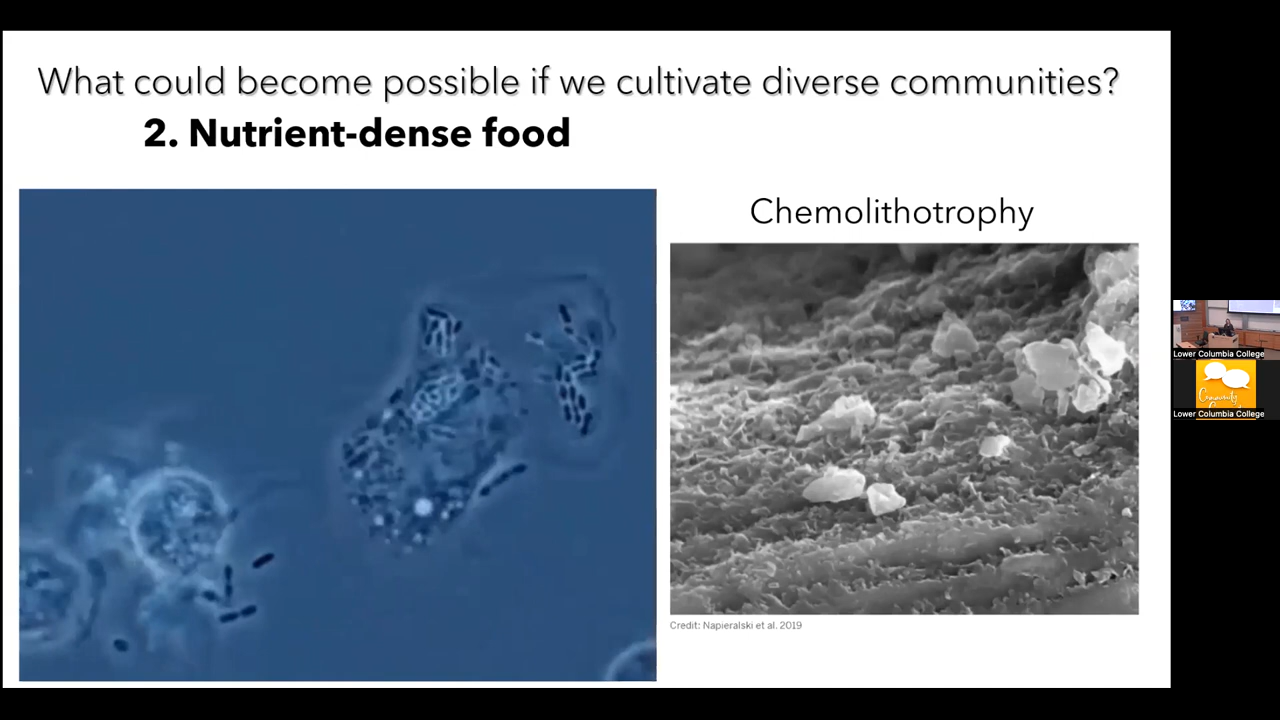 What could become possible if we cultivate diverse communities?
2. Nutrient-dense food
Chemolithotrophy
Credit: Napieralski et al. 2019
Lower Columbia College
Community
Lower Columbia College